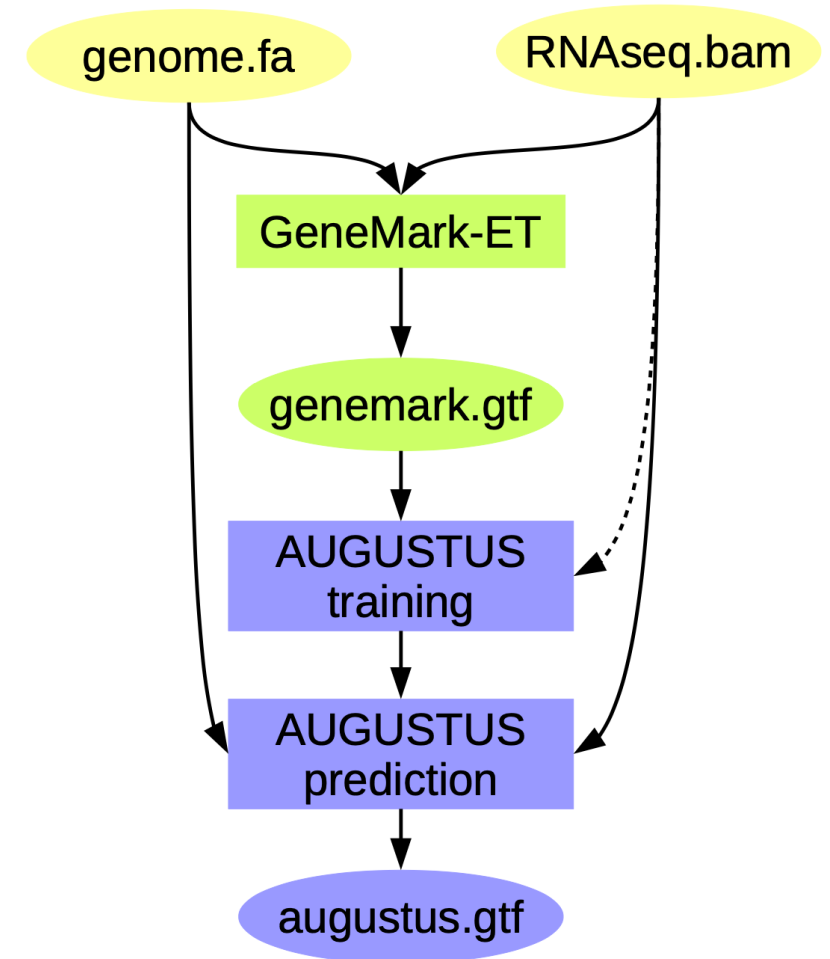 genome.fa
RNAseq.bam
GeneMark-ET
genemark.gtf
AUGUSTUS
training
AUGUSTUS
prediction
augustus.gtf